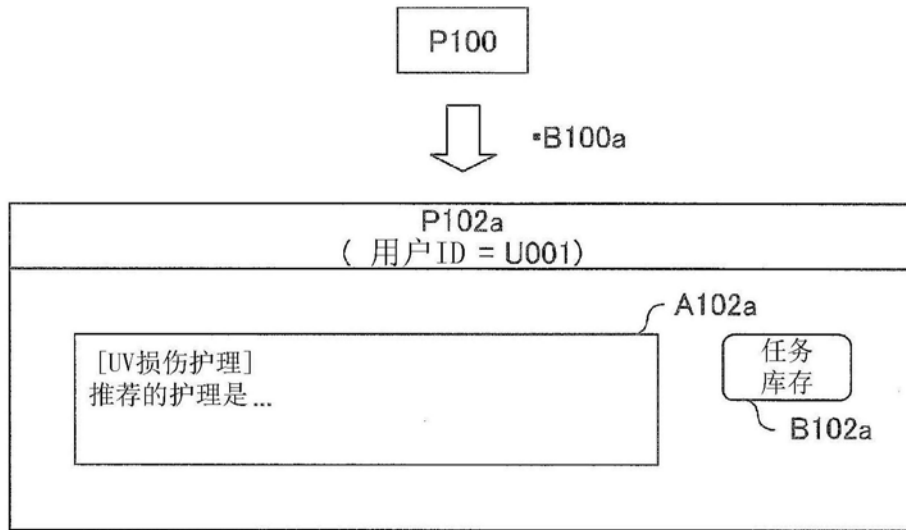 P100
*B100a
P102a
( 用户ID = U001)
A102a
[UV损伤护理]
推荐的护理是...
任务
库存
B102a